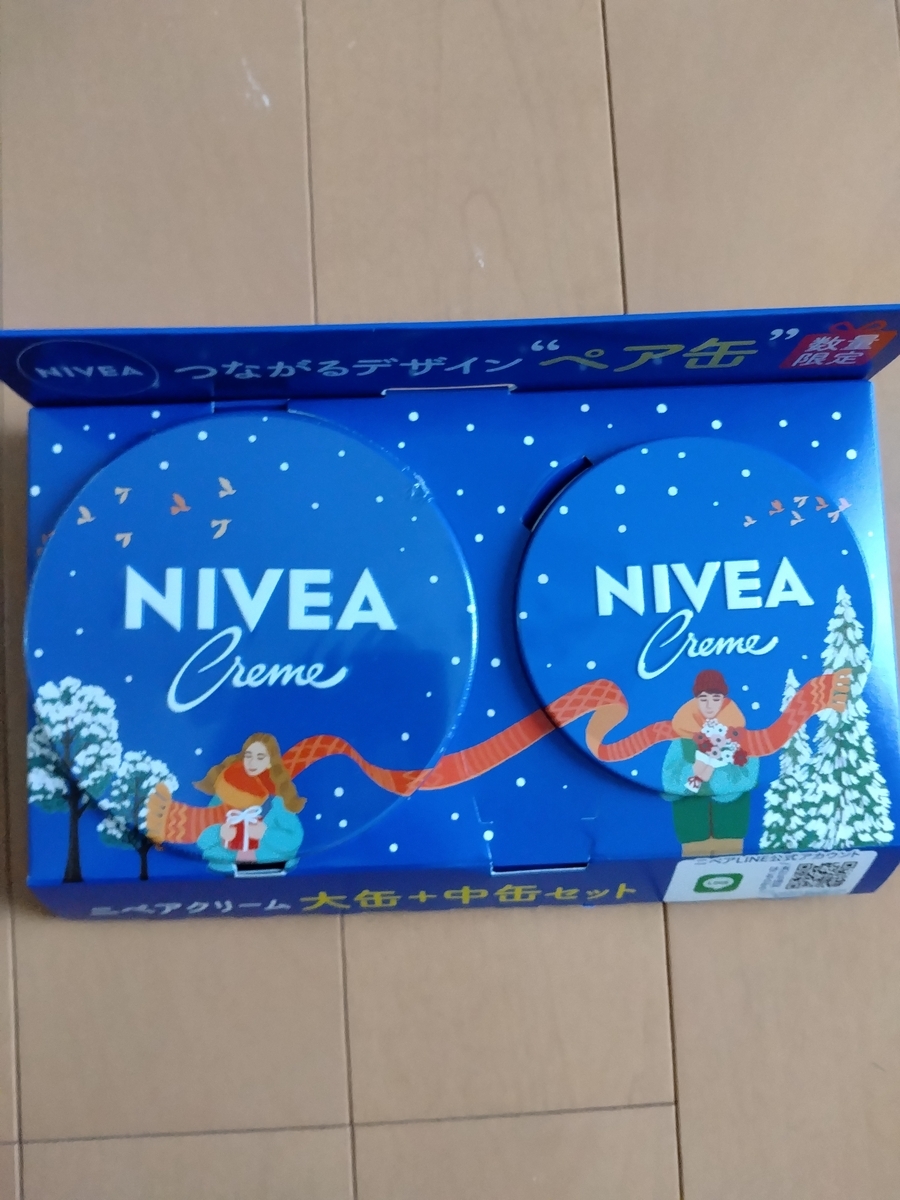 NIVEA
つながるデザイン“ペア缶”
数量
限定
NIVEA
Creme
NIVEA
Creme
ニベアLINE公式アカウント
LINE
ニベアクリーム 大缶+中缶セット